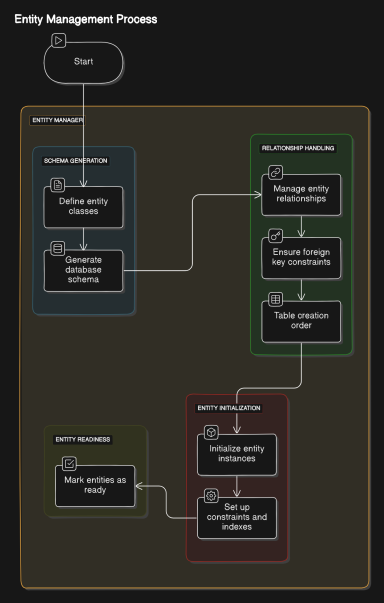 Entity Management Process
Start
ENTITY MANAGER
SCHEMA GENERATION
Define entity
classes
Generate
database
schema
RELATIONSHIP HANDLING
Manage entity
relationships
Ensure foreign
key constraints
Table creation
order
ENTITY INITIALIZATION
Initialize entity
instances
Set up
constraints and
indexes
ENTITY READINESS
Mark entities as
ready